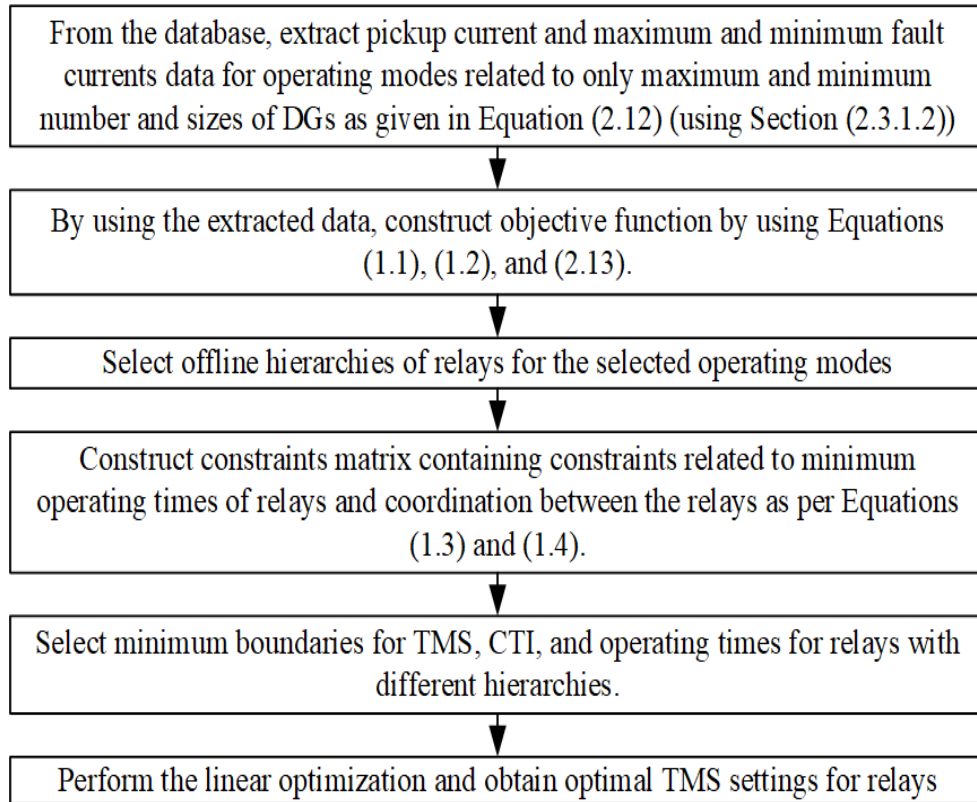 From the database, extract pickup current and maximum and minimum fault
currents data for operating modes related to only maximum and minimum
number and sizes of DGs as given in Equation (2.12) (using Section (2.3.1.2))
By using the extracted data, construct objective function by using Equations
(1.1), (1.2), and (2.13).
Select offline hierarchies of relays for the selected operating modes
Construct constraints matrix containing constraints related to minimum
operating times of relays and coordination between the relays as per Equations
(1.3) and (1.4).
Select minimum boundaries for TMS, CTI, and operating times for relays with
different hierarchies.
Perform the linear optimization and obtain optimal TMS settings for relays